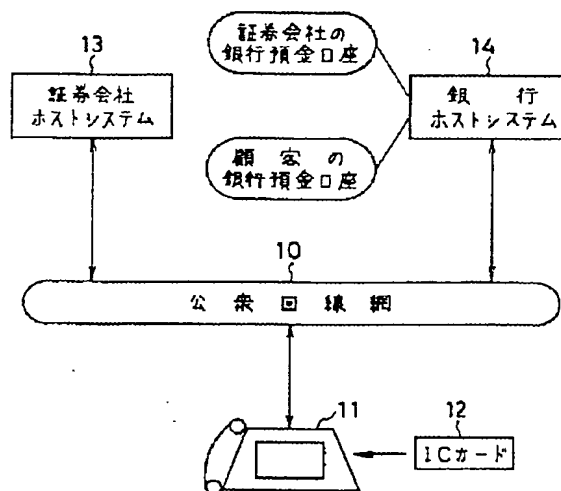 証券会社の
銀行預金口座
13
証券会社
ホストシステム
14
銀行
ホストシステム
顧客の
銀行預金口座
10
公衆回線網
11
12
ICカード